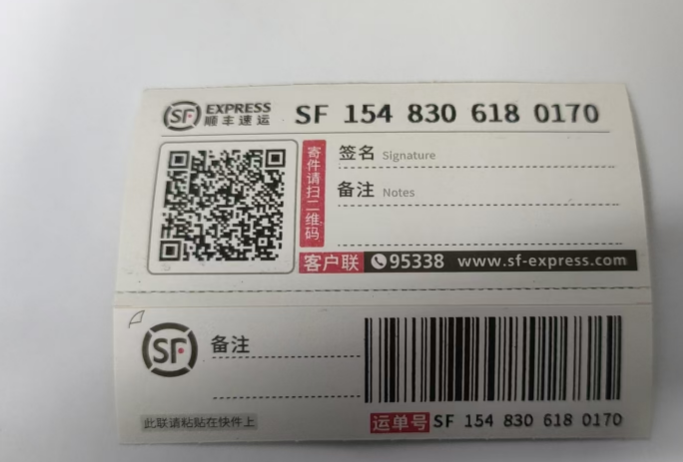 SF EXPRESS
顺丰速运
SF 154 830 618 0170
寄件请扫二维码
签名 Signature
备注 Notes
客户联 95338 www.sf-express.com
SF 备注
此联请粘贴在快件上
运单号 SF 154 830 618 0170